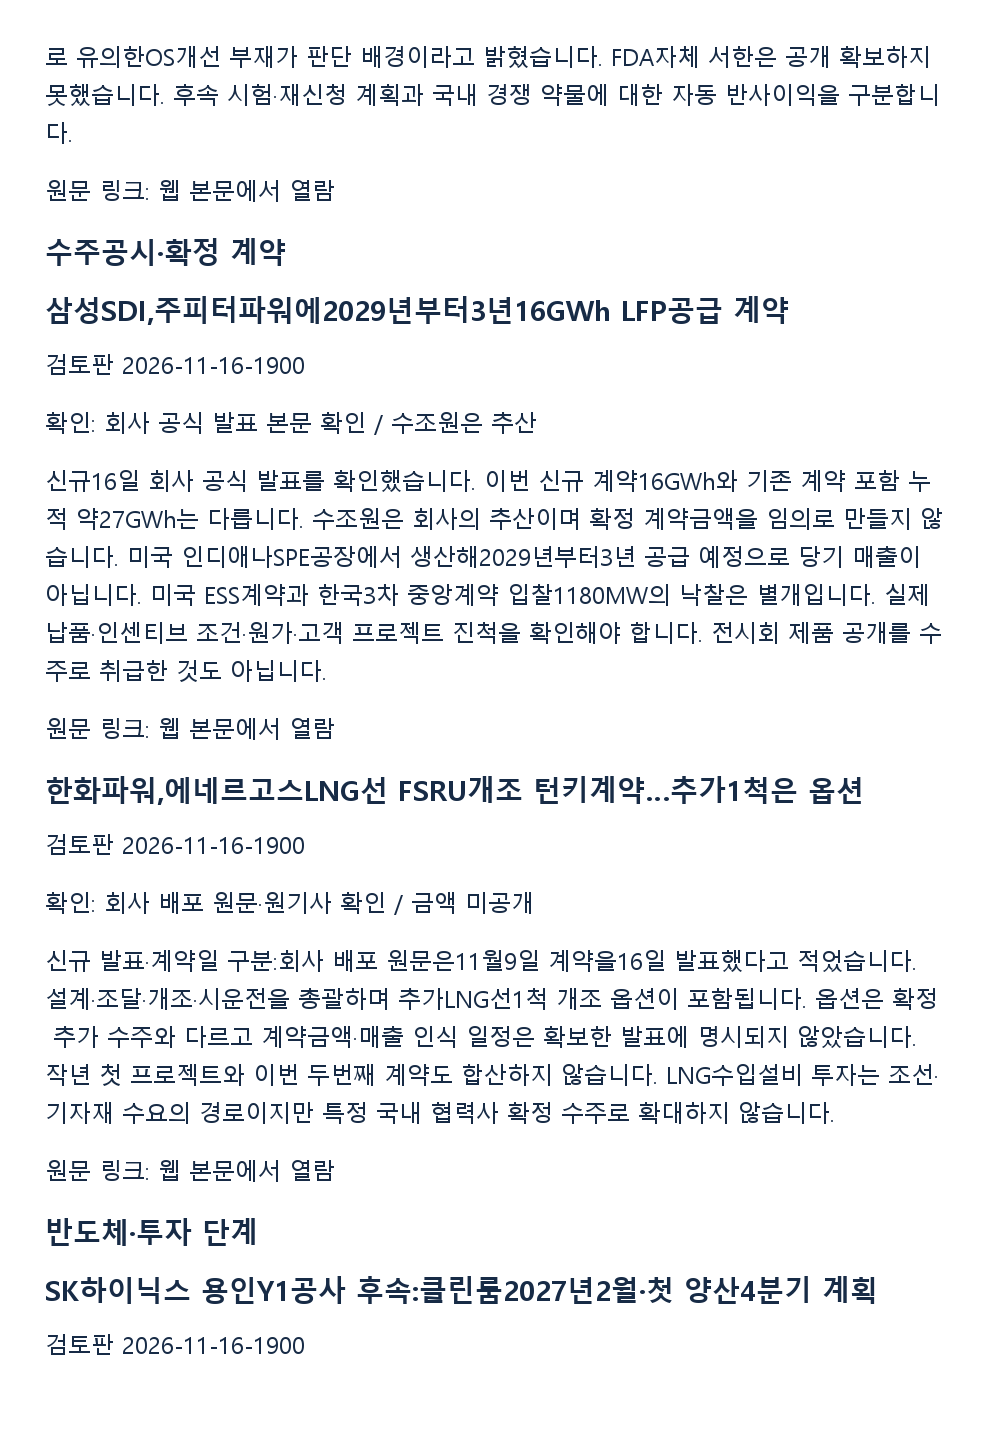 로 유의한OS개선 부재가 판단 배경이라고 밝혔습니다. FDA자체 서한은 공개 확보하지
못했습니다. 후속 시험·재신청 계획과 국내 경쟁 약물에 대한 자동 반사이익을 구분합니
다.
원문 링크: 웹 본문에서 열람
수주공시·확정 계약
삼성SDI,주피터파워에2029년부터3년16GWh LFP공급 계약
검토판 2026-11-16-1900
확인: 회사 공식 발표 본문 확인 / 수조원은 추산
신규16일 회사 공식 발표를 확인했습니다. 이번 신규 계약16GWh와 기존 계약 포함 누
적 약27GWh는 다릅니다. 수조원은 회사의 추산이며 확정 계약금액을 임의로 만들지 않
습니다. 미국 인디애나SPE공장에서 생산해2029년부터3년 공급 예정으로 당기 매출이
아닙니다. 미국 ESS계약과 한국3차 중앙계약 입찰1180MW의 낙찰은 별개입니다. 실제
납품·인센티브 조건·원가·고객 프로젝트 진척을 확인해야 합니다. 전시회 제품 공개를 수
주로 취급한 것도 아닙니다.
원문 링크: 웹 본문에서 열람
한화파워,에네르고스LNG선 FSRU개조 턴키계약...추가1척은 옵션
검토판 2026-11-16-1900
확인: 회사 배포 원문·원기사 확인 / 금액 미공개
신규 발표·계약일 구분:회사 배포 원문은11월9일 계약을16일 발표했다고 적었습니다.
설계·조달·개조·시운전을 총괄하며 추가LNG선1척 개조 옵션이 포함됩니다. 옵션은 확정
추가 수주와 다르고 계약금액·매출 인식 일정은 확보한 발표에 명시되지 않았습니다.
작년 첫 프로젝트와 이번 두번째 계약도 합산하지 않습니다. LNG수입설비 투자는 조선·
기자재 수요의 경로이지만 특정 국내 협력사 확정 수주로 확대하지 않습니다.
원문 링크: 웹 본문에서 열람
반도체·투자 단계
SK하이닉스 용인Y1공사 후속:클린룸2027년2월·첫 양산4분기 계획
검토판 2026-11-16-1900